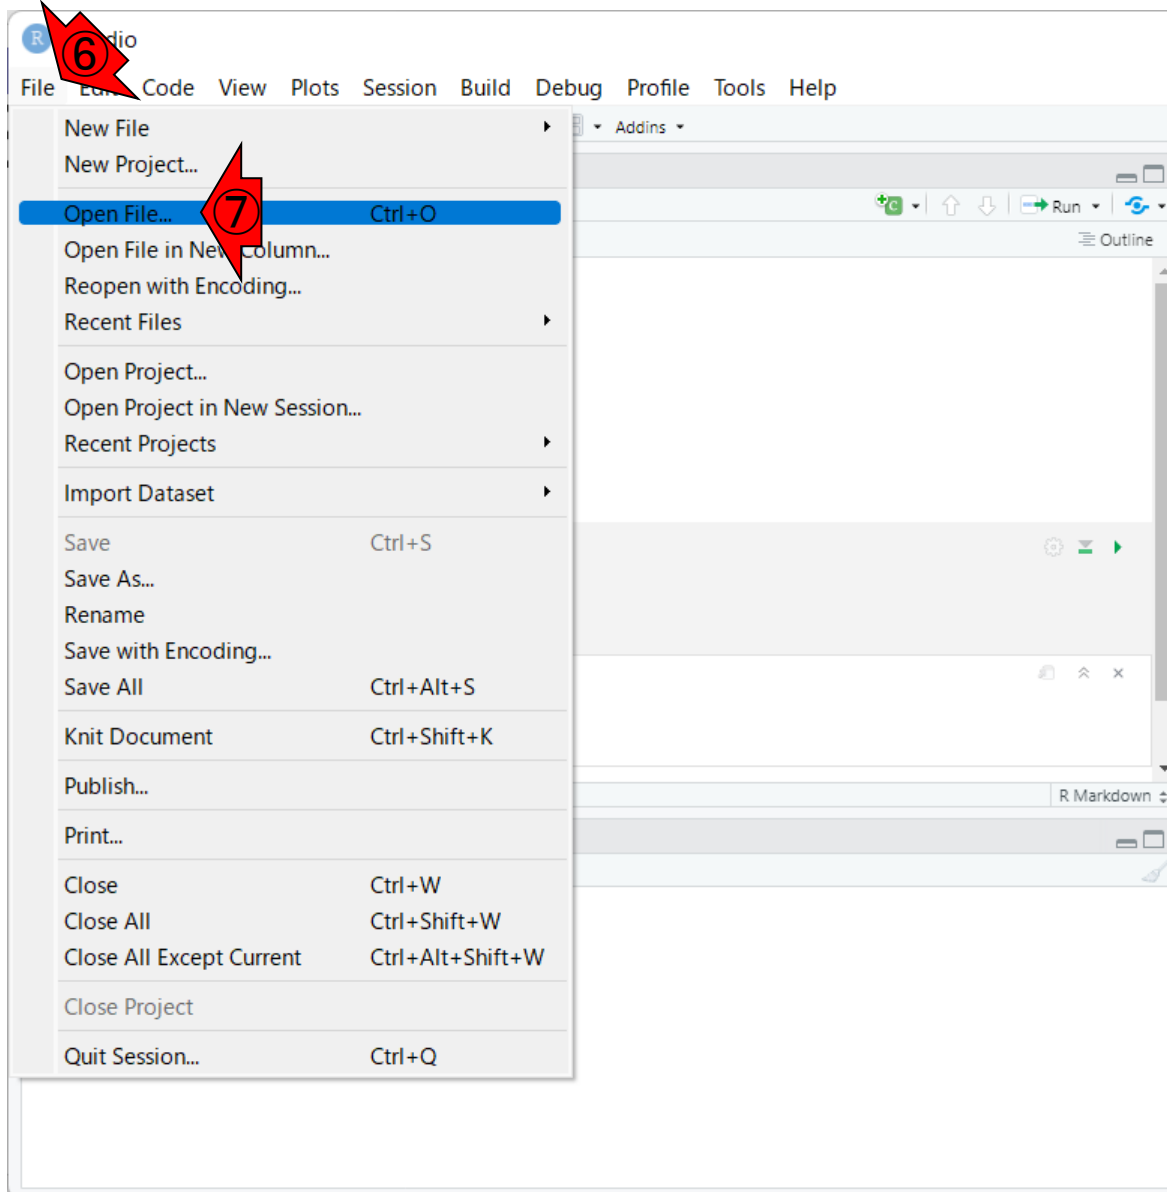 R
⑥
dio
File Edit Code View Plots Session Build Debug Profile Tools Help
New File
Addins
New Project...
Open File... ⑦ Ctrl+O
C Run
Open File in New Column...
Outline
Reopen with Encoding...
Recent Files
Open Project...
Open Project in New Session...
Recent Projects
Import Dataset
Save Ctrl+S
Save As...
Rename
Save with Encoding...
Save All Ctrl+Alt+S
Knit Document Ctrl+Shift+K
Publish...
R Markdown
Print...
Close Ctrl+W
Close All Ctrl+Shift+W
Close All Except Current Ctrl+Alt+Shift+W
Close Project
Quit Session... Ctrl+Q